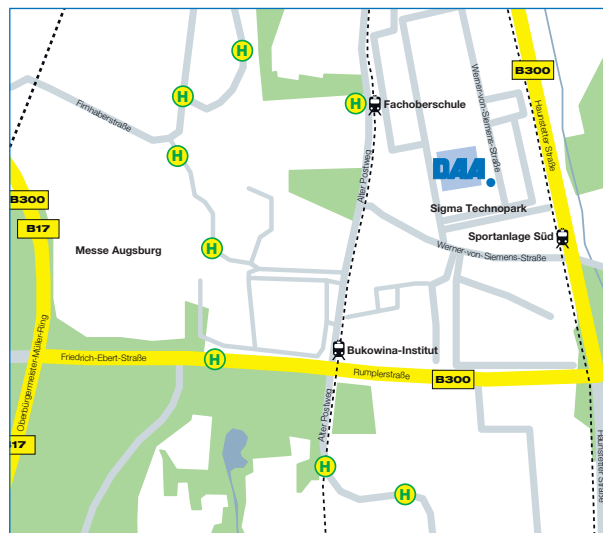 H
B300
H
Fachoberschule
H
Firnhaberstraße
Werner-von-Siemens-Straße
Haunstetter Straße
H
Alter Postweg
DAA.
B300
B17
Sigma Technopark
Messe Augsburg
H
Sportanlage Süd
Werner-von-Siemens-Straße
Oberbürgermeister-Müller-Ring
Friedrich-Ebert-Straße
H
Bukowina-Institut
Rumplerstraße
B300
Alter Postweg
17
H
H
Haunstetter Straße